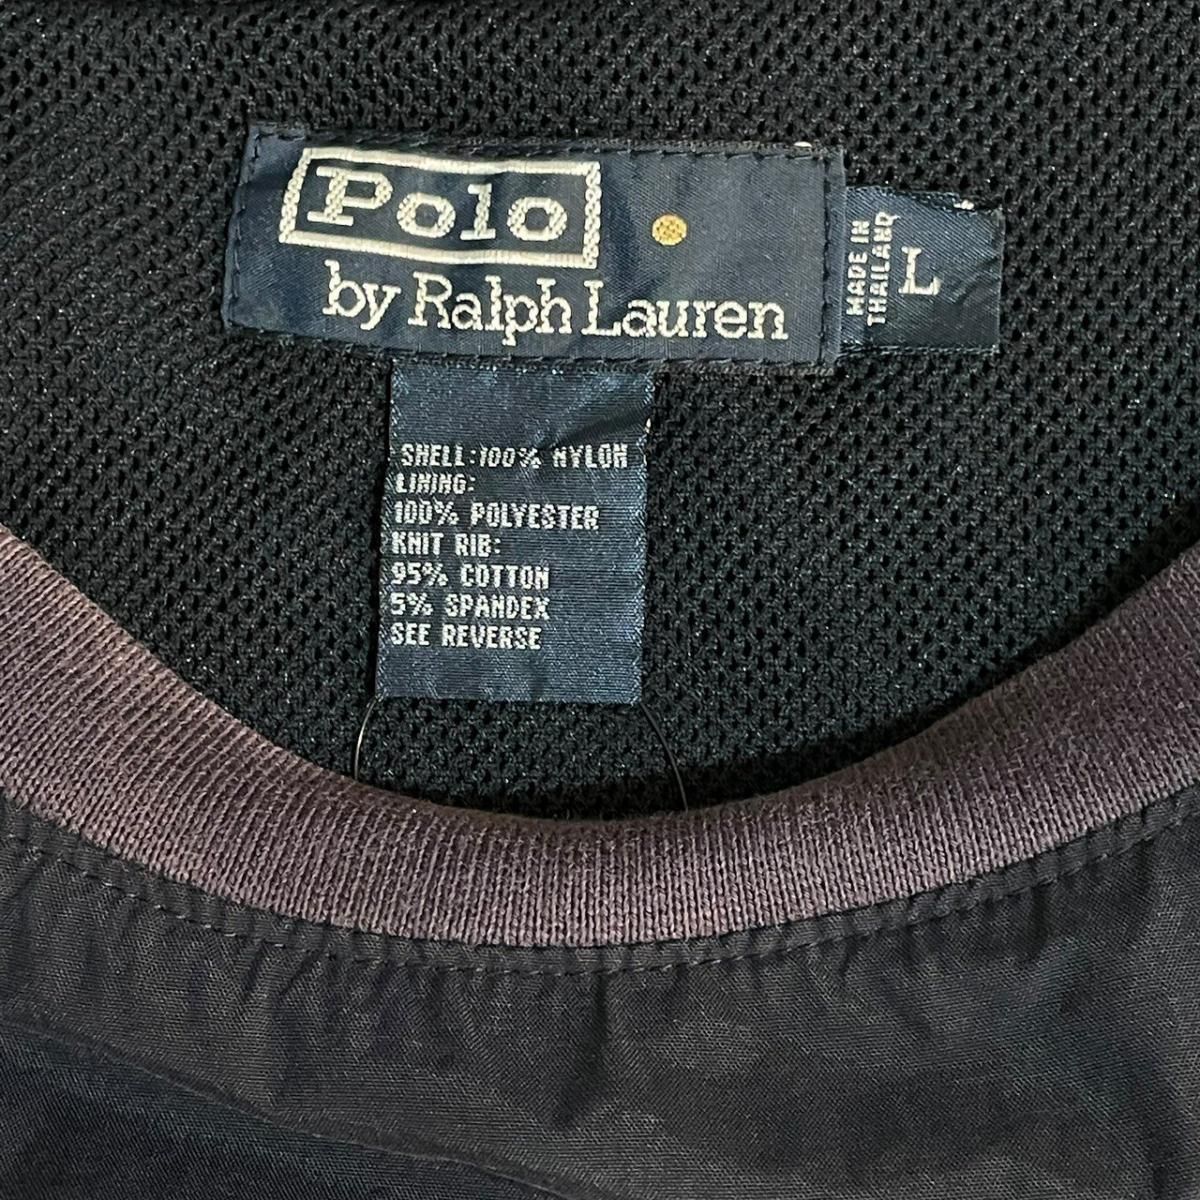 Polo
by Ralph Lauren
MADE IN
THAILAND
L
SHELL:100% NYLON
LINING:
100% POLYESTER
KNIT RIB:
95% COTTON
5% SPANDEX
SEE REVERSE